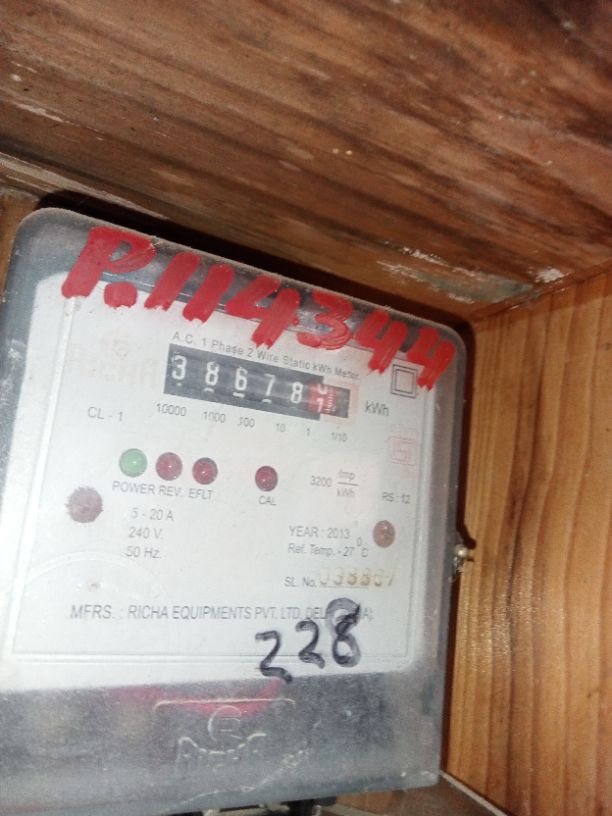 P.114344
A.C. 1 Phase 2 Wire Static kWh Meter
38678
kWh
CL - 1 10000 1000 100 10 1 1/10
POWER REV. EFLT CAL 3200 Imp/kWh RS : 12
5 - 20 A
240 V.
50 Hz.
YEAR : 2013
Ref. Temp. - 27°C
SL. No.
MFRS. : RICHA EQUIPMENTS PVT. LTD.
228